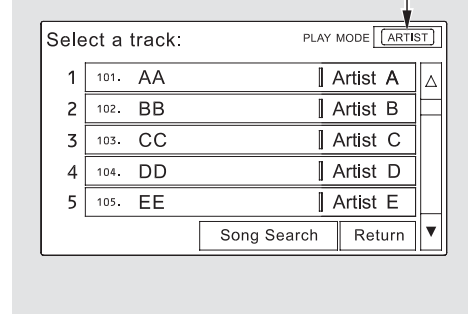 Select a track: PLAY MODE ARTIST
1 101. AA Artist A
2 102. BB Artist B
3 103. CC Artist C
4 104. DD Artist D
5 105. EE Artist E
Song Search Return